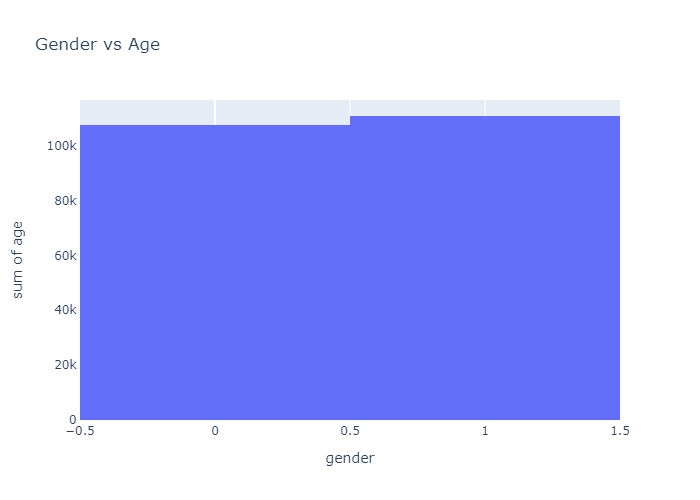 Gender vs Age
100k
80k
60k
40k
20k
0
−0.5
0
0.5
1
1.5
gender
sum of age